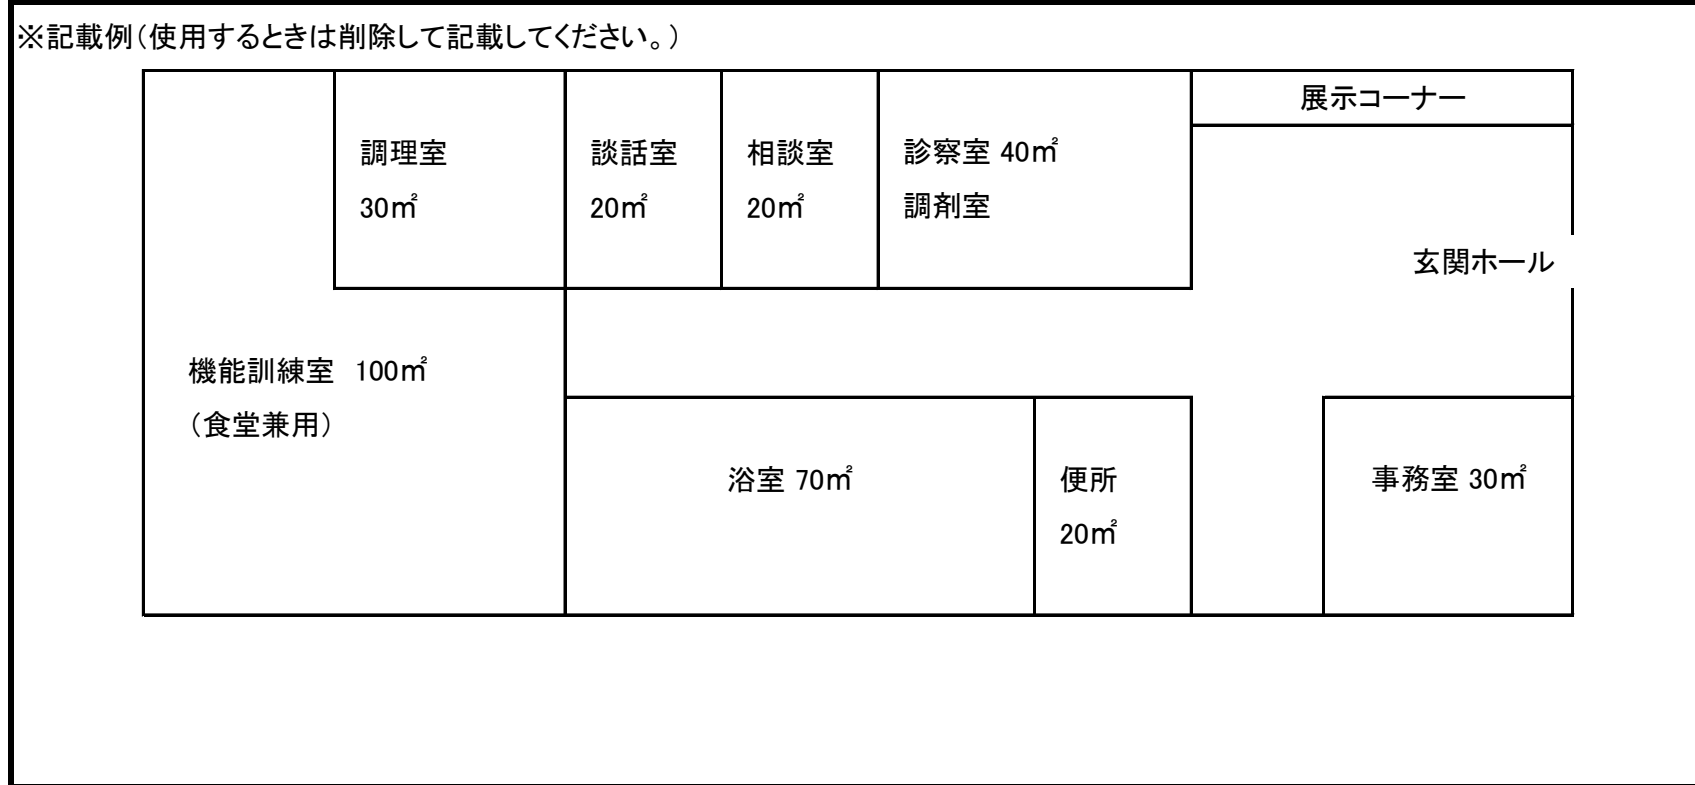 ※記載例（使用するときは削除して記載してください。）
展示コーナー
調理室
30㎡
談話室
20㎡
相談室
20㎡
診察室 40㎡
調剤室
玄関ホール
機能訓練室　100㎡
（食堂兼用）
浴室 70㎡
便所
20㎡
事務室 30㎡